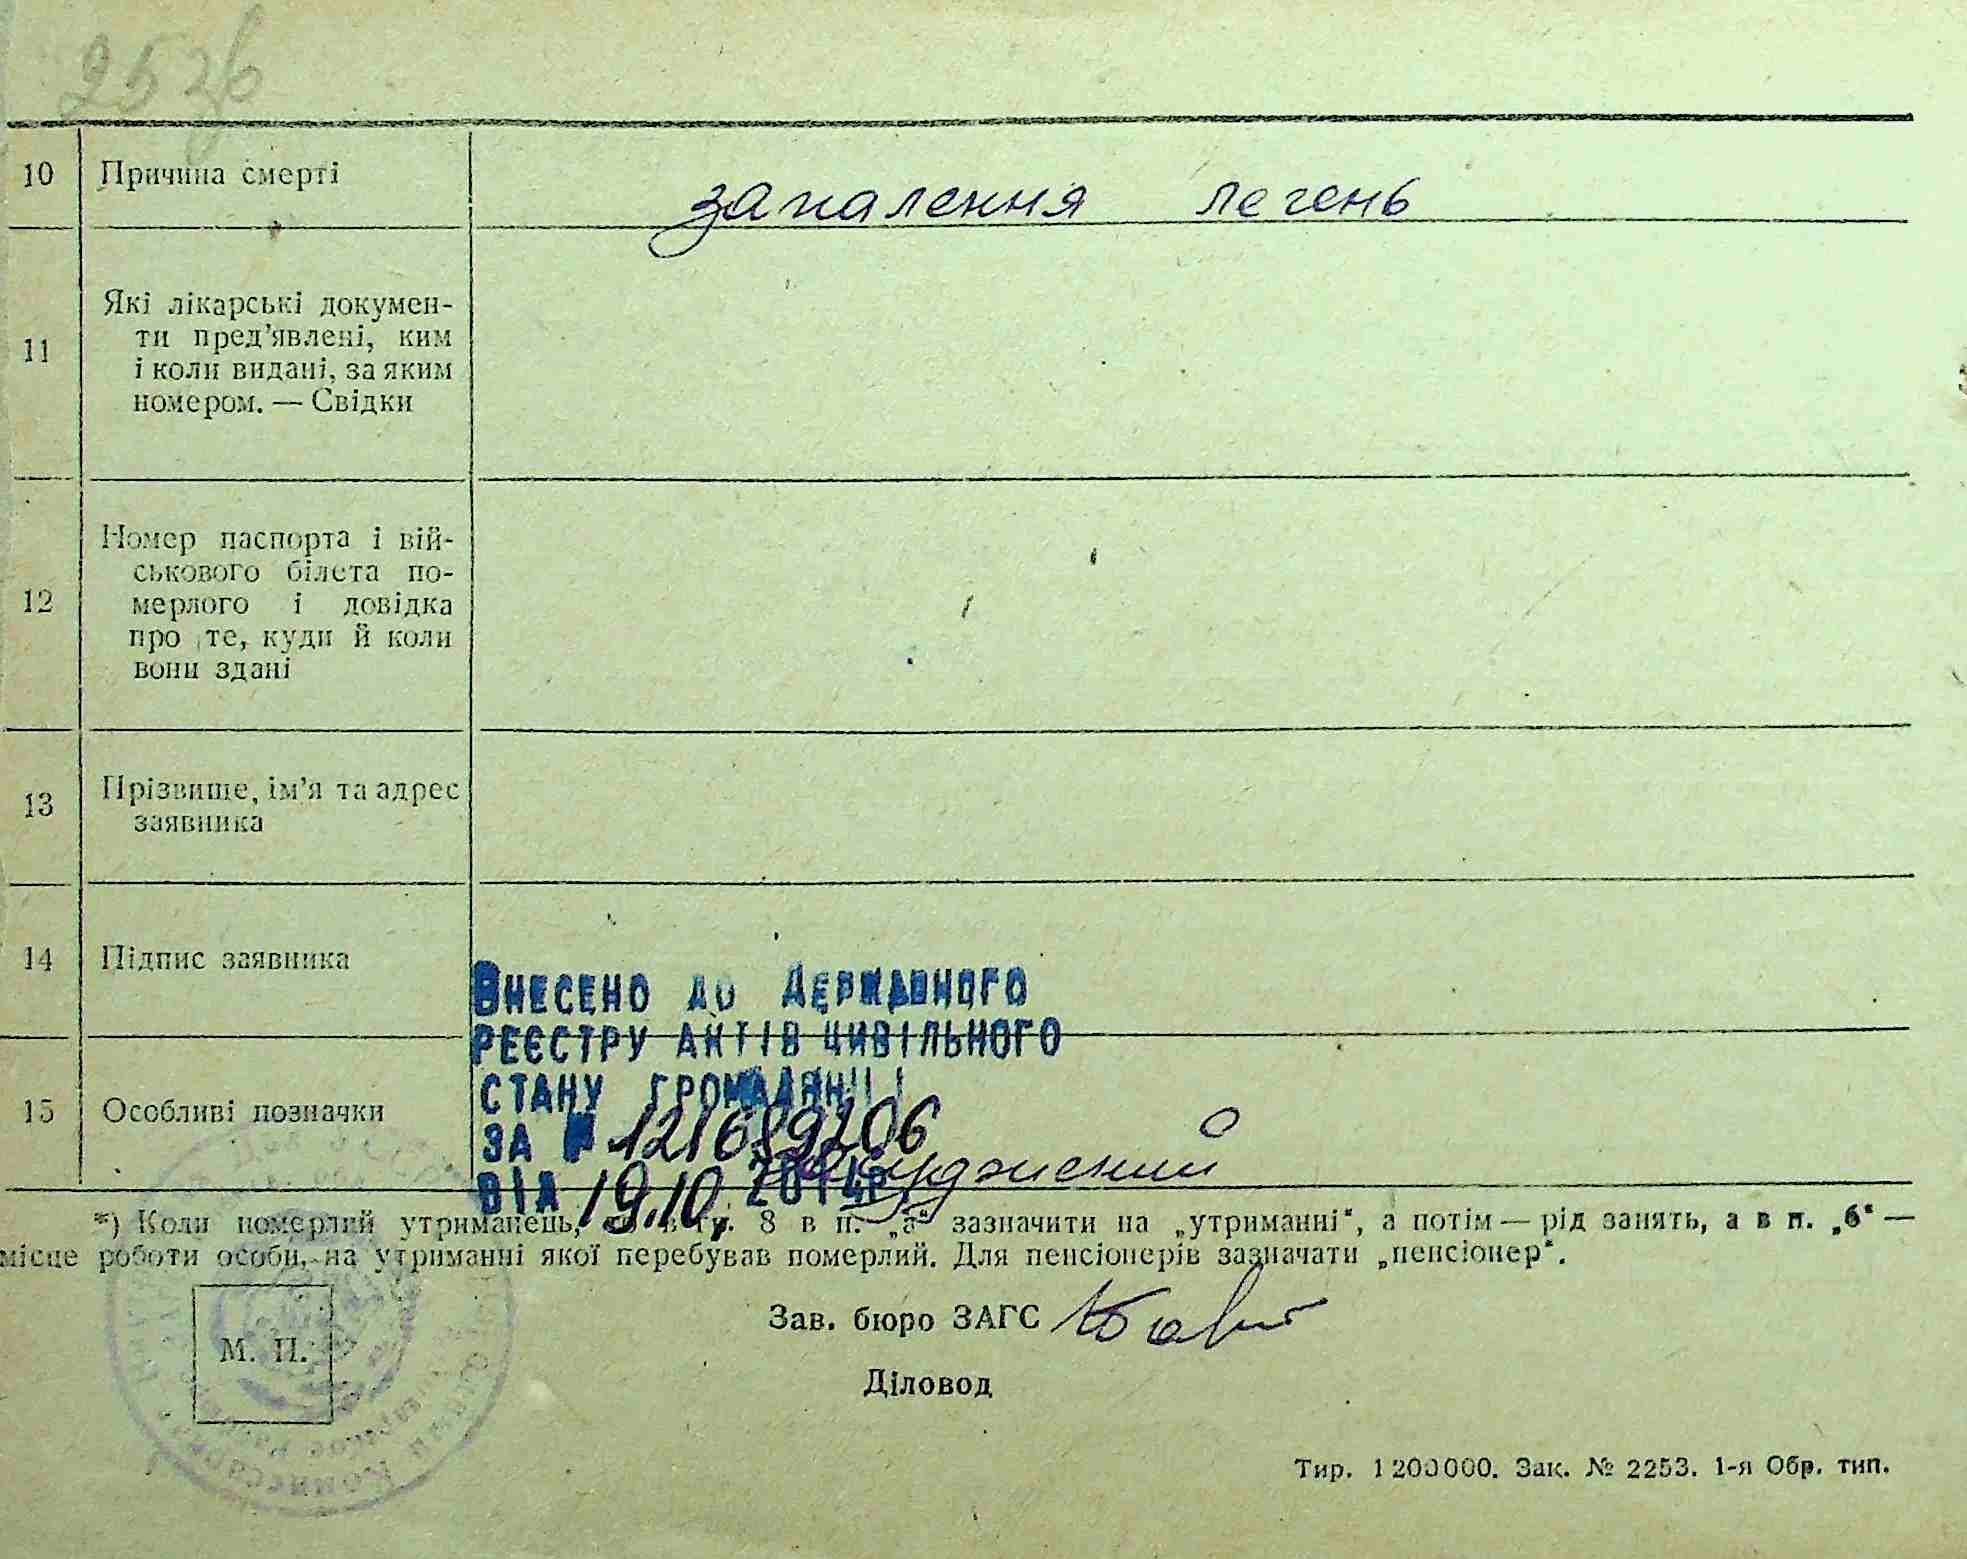 10 Причина смерті запалення легень
Які лікарські докумен-
ти пред’явлені, ким
11 і коли видані, за яким
номером. — Свідки
Номер паспорта і вій-
ськового білета по-
12 мерлого і довідка
про те, куди й коли
вони здані
13 Прізвище, ім’я та адрес
заявника
14 Підпис заявника
Внесено до Державного
реєстру актів цивільного
стану громадян
15 Особливі позначки
за № 121689206
від 19.10. 2014р.
*) Коли померлий утриманець, в гр. 8 в п. „а“ зазначити на „утриманні“, а потім — рід занять, а в п. „б“ —
місце роботи особи, на утриманні якої перебував померлий. Для пенсіонерів зазначати „пенсіонер“.
Зав. бюро ЗАГС
М. П.
Діловод
Тир. 1200000. Зак. № 2253. 1-я Обр. тип.